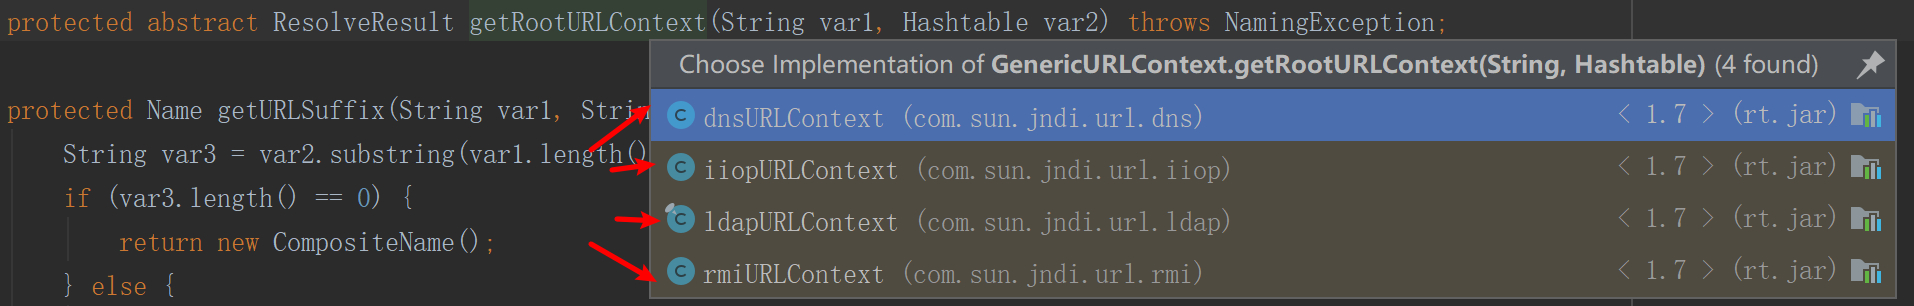 protected abstract ResolveResult getRootURLContext(String var1, Hashtable var2) throws NamingException;
Choose Implementation of GenericURLContext.getRootURLContext(String, Hashtable) (4 found)
protected Name getURLSuffix(String var1, Strin
dnsURLContext (com.sun.jndi.url.dns) < 1.7 > (rt.jar)
String var3 = var2.substring(var1.length()
iiopURLContext (com.sun.jndi.url.iiop) < 1.7 > (rt.jar)
if (var3.length() == 0) {
ldapURLContext (com.sun.jndi.url.ldap) < 1.7 > (rt.jar)
return new CompositeName();
rmiURLContext (com.sun.jndi.url.rmi) < 1.7 > (rt.jar)
} else {